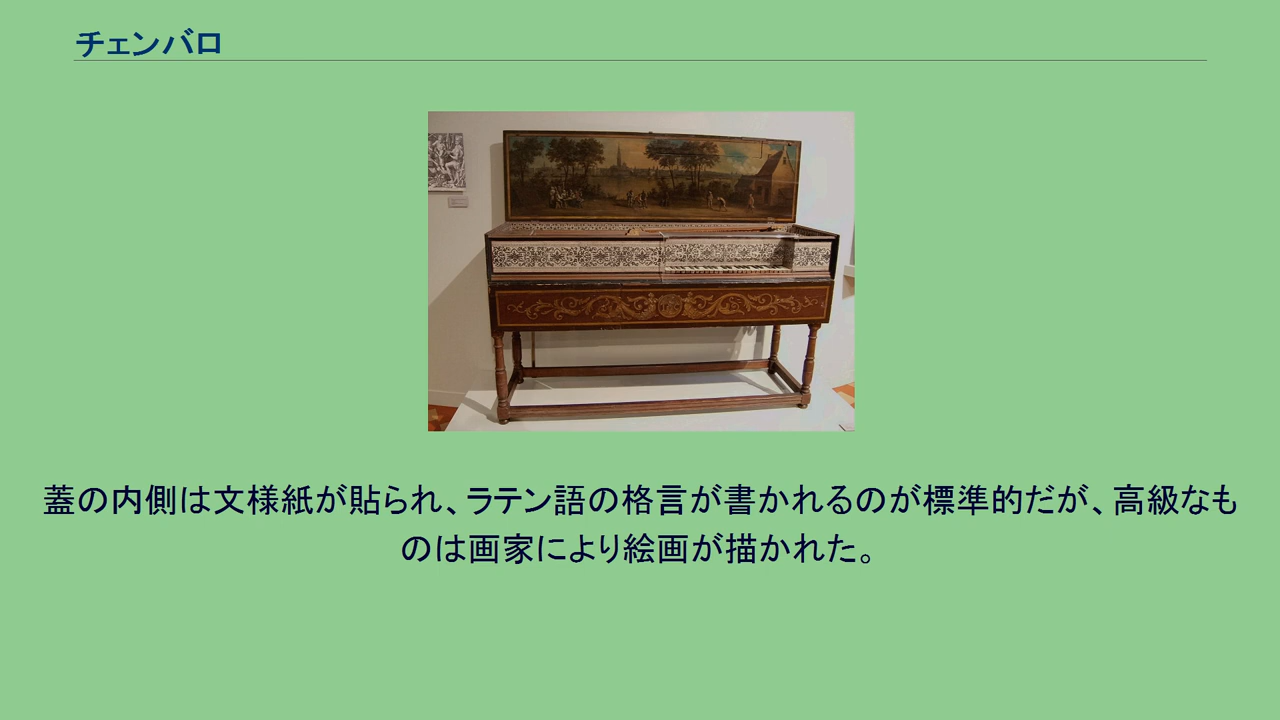 チェンバロ
蓋の内側は文様紙が貼られ、ラテン語の格言が書かれるのが標準的だが、高級なも
のは画家により絵画が描かれた。